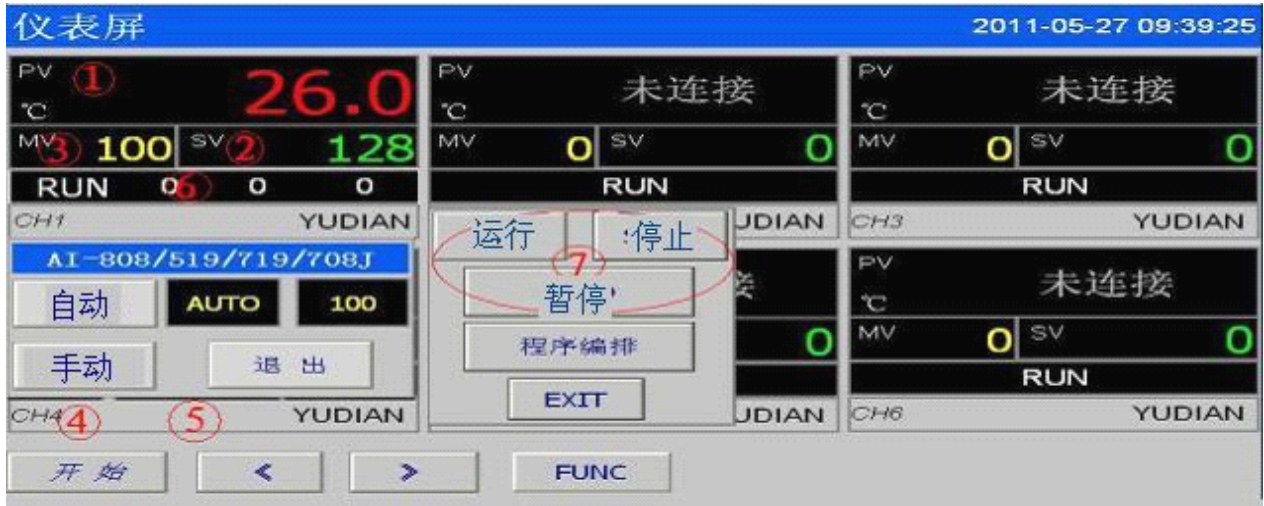 仪表屏 2011-05-27 09:39:25
PV ① 26.0 ℃
MV ③ 100 SV ② 128
RUN 0 ⑥ 0 0
CH1 YUDIAN
PV 未连接 ℃
MV 0 SV 0
RUN
UDIAN
PV 未连接 ℃
MV 0 SV 0
RUN
CH3 YUDIAN
AI-808/519/719/708J
自动 AUTO 100
手动 退出
CH4 ④ ⑤ YUDIAN
运行 停止
⑦
暂停
程序编排
EXIT
接
0
UDIAN
PV 未连接 ℃
MV 0 SV 0
RUN
CH6 YUDIAN
开始 < > FUNC